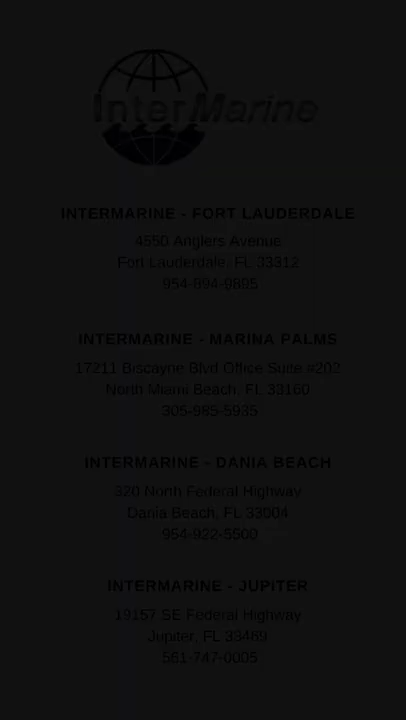 InterMarine
INTERMARINE - FORT LAUDERDALE
4550 Anglers Avenue
Fort Lauderdale, FL 33312
954-894-9895
INTERMARINE - MARINA PALMS
17211 Biscayne Blvd Office Suite #202
North Miami Beach, FL 33160
305-985-5935
INTERMARINE - DANIA BEACH
320 North Federal Highway
Dania Beach, FL 33004
954-922-5500
INTERMARINE - JUPITER
19157 SE Federal Highway
Jupiter, FL 33469
561-747-0005